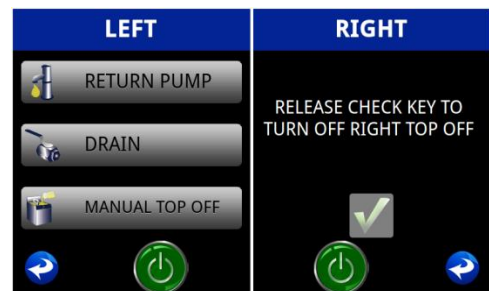 LEFT
RETURN PUMP
DRAIN
MANUAL TOP OFF
RIGHT
RELEASE CHECK KEY TO
TURN OFF RIGHT TOP OFF